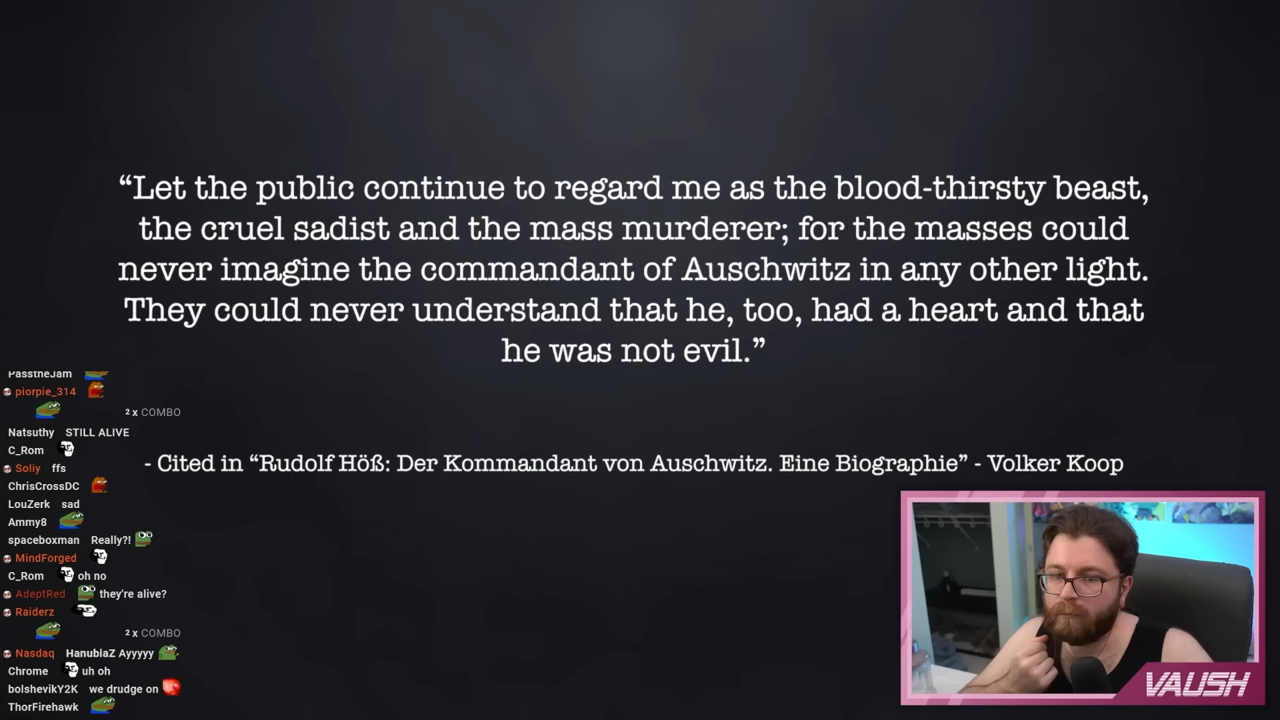 “Let the public continue to regard me as the blood-thirsty beast,
the cruel sadist and the mass murderer; for the masses could
never imagine the commandant of Auschwitz in any other light.
They could never understand that he, too, had a heart and that
he was not evil.”
- Cited in “Rudolf Höß: Der Kommandant von Auschwitz. Eine Biographie” - Volker Koop
PasstheJam
piorpie_314
2 x COMBO
Natsuthy STILL ALIVE
C_Rom
Soliy ffs
ChrisCrossDC
LouZerk sad
Ammy8
spaceboxman Really?!
MindForged
C_Rom oh no
AdeptRed they're alive?
Raiderz
2 x COMBO
Nasdaq HanubiaZ Ayyyyy
Chrome uh oh
bolshevikY2K we drudge on
ThorFirehawk
VAUSH